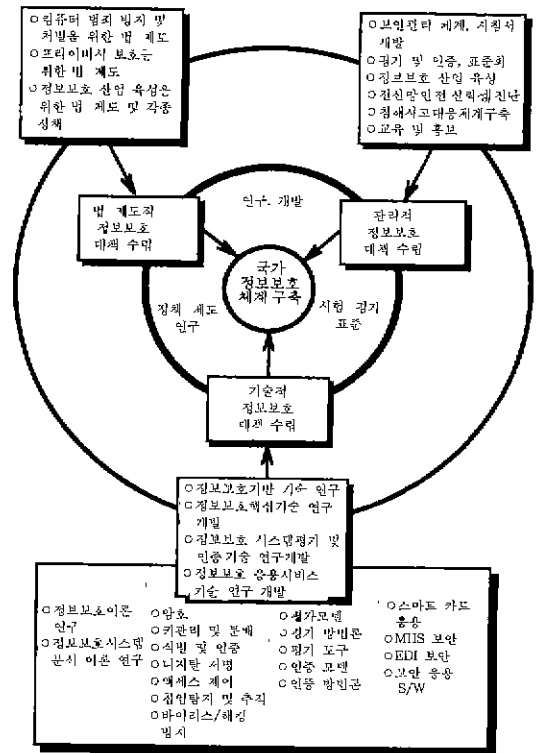 ○컴퓨터 범죄 방지 및
처벌을 위한 법 제도
○프라이버시 보호를
위한 법 제도
○정보보호 산업 육성을
위한 법 제도 및 각종
정책
○보안관리 체계, 지침서
개발
○평가 및 인증, 표준화
○정보보호 산업 육성
○전산망안전 신뢰성 진단
○침해사고대응체계구축
○교육 및 홍보
연구, 개발
법 제도적
정보보호
대책 수립
관리적
정보보호
대책 수립
국가
정보보호
체계 구축
정책 제도
연구
시험 평가
표준
기술적
정보보호
대책 수립
○정보보호기반 기술 연구
○정보보호핵심기술 연구
개발
○정보보호 시스템평가 및
인증기술 연구개발
○정보보호 응용서비스
기술 연구 개발
○정보보호이론
연구
○정보보호시스템
분석 이론 연구
○암호
○키관리 및 분배
○식별 및 인증
○디지탈 서명
○액세스 제어
○침입탐지 및 추적
○바이러스/해킹
방지
○평가모델
○평가 방법론
○평가 도구
○인증 모델
○인증 방법론
○스마트 카드
응용
○MHS 보안
○EDI 보안
○보안 응용
S/W